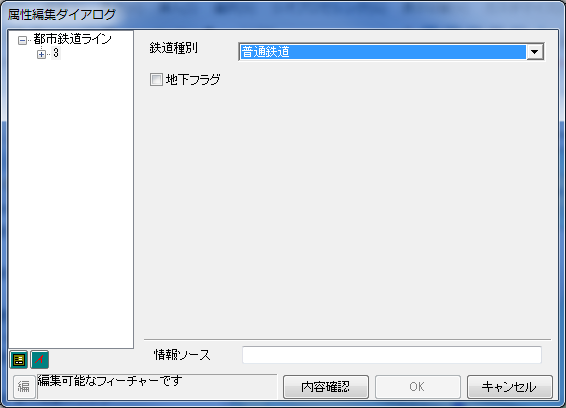 属性編集ダイアログ
都市鉄道ライン
3
鉄道種別
普通鉄道
地下フラグ
情報ソース
編
編集可能なフィーチャーです
内容確認
OK
キャンセル